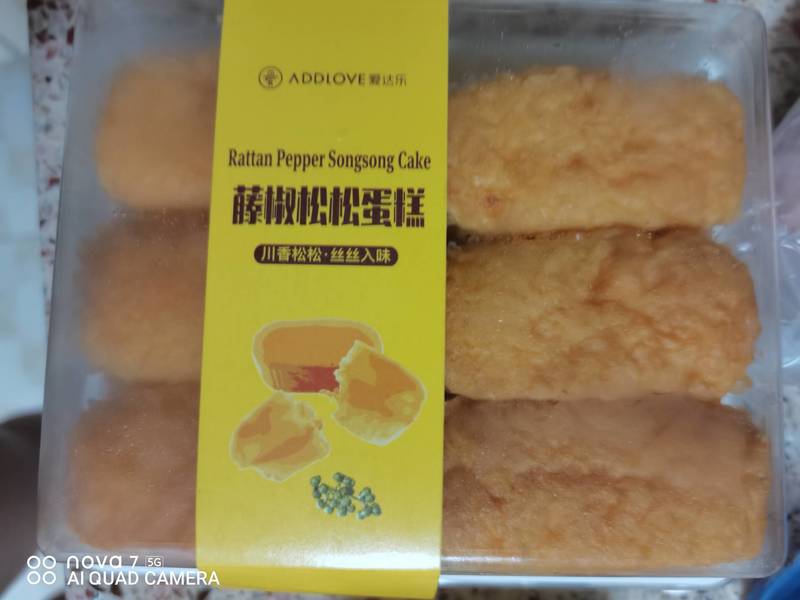 ADDLOVE 爱达乐
Rattan Pepper Songsong Cake
藤椒松松蛋糕
川香松松·丝丝入味
nova 7 5G
AI QUAD CAMERA